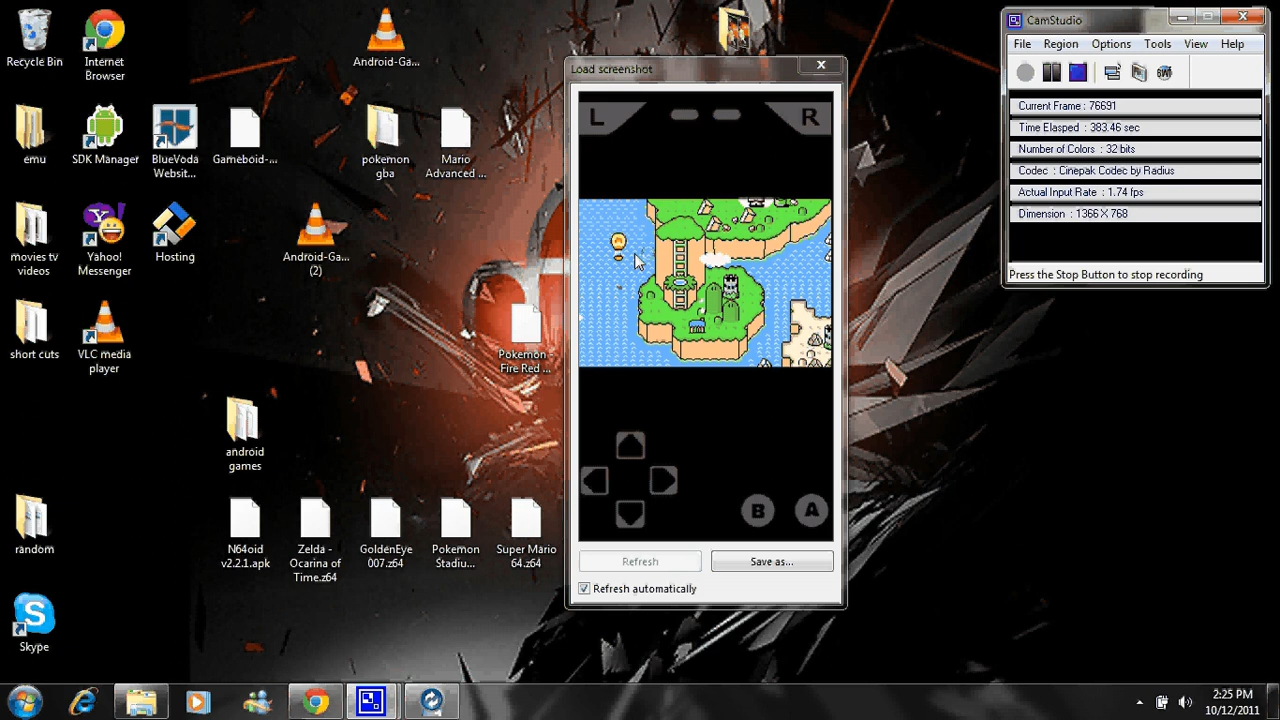 Recycle Bin
Internet
Browser
Android-Ga...
emu
SDK Manager
BlueVoda
Websit...
Gameboid-...
pokemon
gba
Mario
Advanced ...
movies tv
videos
Yahoo!
Messenger
Hosting
Android-Ga...
(2)
short cuts
VLC media
player
Pokemon -
Fire Red ...
android
games
random
N64oid
v2.2.1.apk
Zelda -
Ocarina of
Time.z64
GoldenEye
007.z64
Pokemon
Stadiu...
Super Mario
64.z64
Skype
Load screenshot
L
R
B
A
Refresh
Save as...
Refresh automatically
CamStudio
File Region Options Tools View Help
Current Frame : 76691
Time Elasped : 383.46 sec
Number of Colors : 32 bits
Codec : Cinepak Codec by Radius
Actual Input Rate : 1.74 fps
Dimension : 1366 X 768
Press the Stop Button to stop recording
2:25 PM
10/12/2011